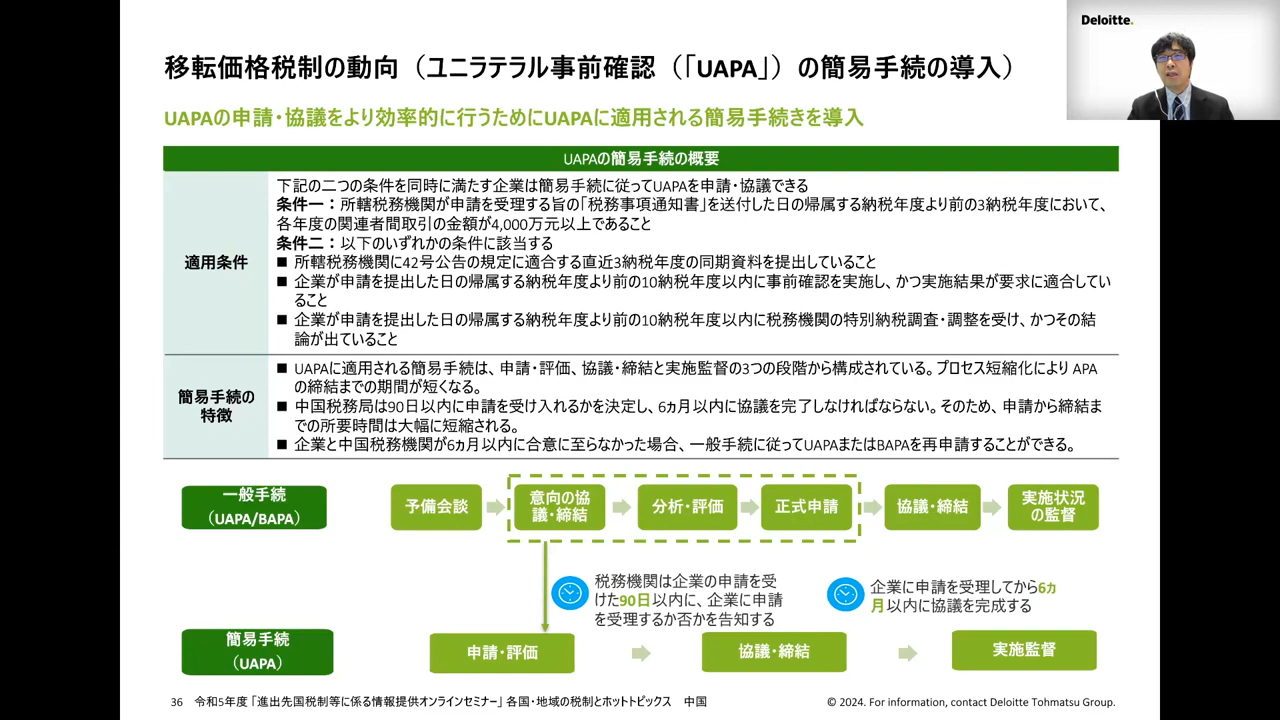 Deloitte.
移転価格税制の動向（ユニラテラル事前確認（「UAPA」）の簡易手続の導入）
UAPAの申請・協議をより効率的に行うためにUAPAに適用される簡易手続きを導入
UAPAの簡易手続の概要
適用条件
下記の二つの条件を同時に満たす企業は簡易手続に従ってUAPAを申請・協議できる
条件一：所轄税務機関が申請を受理する旨の「税務事項通知書」を送付した日の帰属する納税年度より前の3納税年度において、
各年度の関連者間取引の金額が4,000万元以上であること
条件二：以下のいずれかの条件に該当する
■ 所轄税務機関に42号公告の規定に適合する直近3納税年度の同期資料を提出していること
■ 企業が申請を提出した日の帰属する納税年度より前の10納税年度以内に事前確認を実施し、かつ実施結果が要求に適合してい
ること
■ 企業が申請を提出した日の帰属する納税年度より前の10納税年度以内に税務機関の特別納税調査・調整を受け、かつその結
論が出ていること
簡易手続の
特徴
■ UAPAに適用される簡易手続は、申請・評価、協議・締結と実施監督の3つの段階から構成されている。プロセス短縮化により APA
の締結までの期間が短くなる。
■ 中国税務局は90日以内に申請を受け入れるかを決定し、6ヵ月以内に協議を完了しなければならない。そのため、申請から締結ま
での所要時間は大幅に短縮される。
■ 企業と中国税務機関が6ヵ月以内に合意に至らなかった場合、一般手続に従ってUAPAまたはBAPAを再申請することができる。
一般手続
（UAPA/BAPA）
予備会談
意向の協
議・締結
分析・評価
正式申請
協議・締結
実施状況
の監督
税務機関は企業の申請を受
けた90日以内に、企業に申請
を受理するか否かを告知する
企業に申請を受理してから6カ
月以内に協議を完成する
簡易手続
（UAPA）
申請・評価
協議・締結
実施監督
36 令和5年度「進出先国税制等に係る情報提供オンラインセミナー」各国・地域の税制とホットトピックス 中国
© 2024. For information, contact Deloitte Tohmatsu Group.